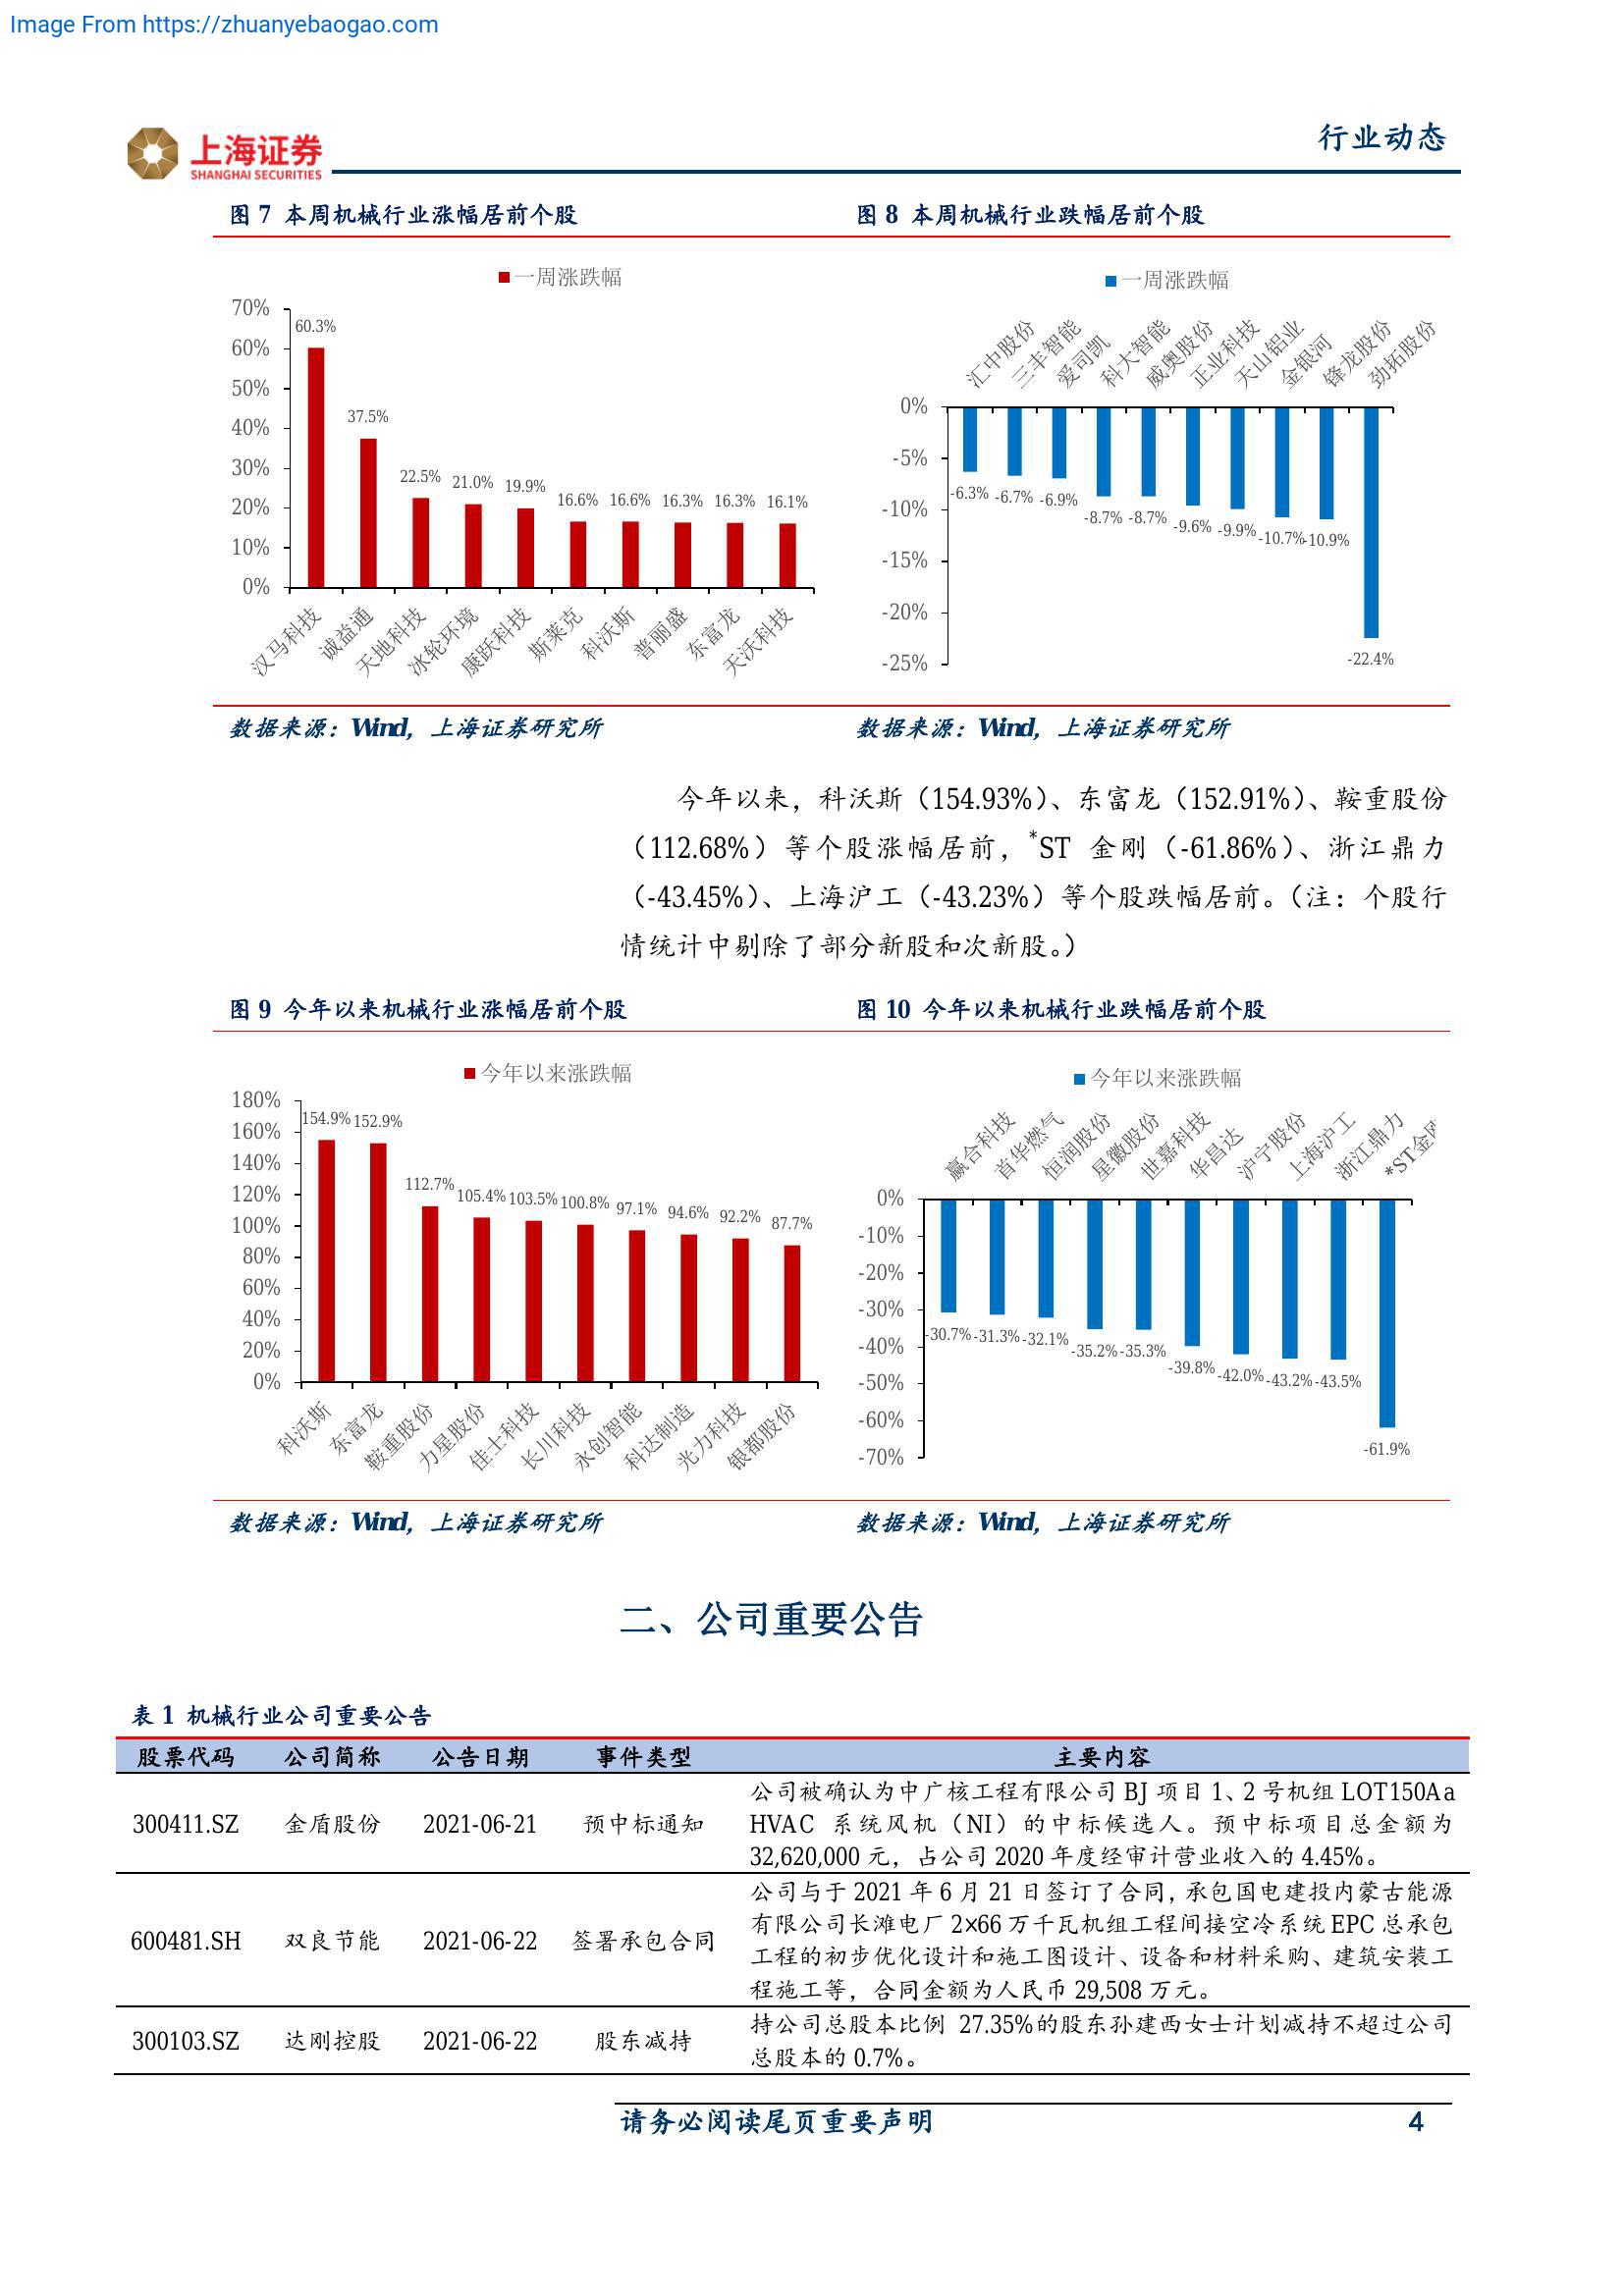 Image From https://zhuanyebaogao.com
上海证券
SHANGHAI SECURITIES
行业动态
图 7 本周机械行业涨幅居前个股
一周涨跌幅
70%
60%
50%
40%
30%
20%
10%
0%
60.3%
37.5%
22.5%
21.0%
19.9%
16.6%
16.6%
16.3%
16.3%
16.1%
汉马科技
诚益通
天地科技
冰轮环境
康跃科技
斯莱克
科沃斯
普丽盛
东富龙
天沃科技
数据来源：Wind，上海证券研究所
图 8 本周机械行业跌幅居前个股
一周涨跌幅
汇中股份
三丰智能
爱司凯
科大智能
威奥股份
正业科技
天山铝业
金银河
锋龙股份
劲拓股份
0%
-5%
-10%
-15%
-20%
-25%
-6.3%
-6.7%
-6.9%
-8.7%
-8.7%
-9.6%
-9.9%
-10.7%
-10.9%
-22.4%
数据来源：Wind，上海证券研究所
今年以来，科沃斯（154.93%）、东富龙（152.91%）、鞍重股份
（112.68%）等个股涨幅居前，*ST 金刚（-61.86%）、浙江鼎力
（-43.45%）、上海沪工（-43.23%）等个股跌幅居前。（注：个股行
情统计中剔除了部分新股和次新股。）
图 9 今年以来机械行业涨幅居前个股
今年以来涨跌幅
180%
160%
140%
120%
100%
80%
60%
40%
20%
0%
154.9%
152.9%
112.7%
105.4%
103.5%
100.8%
97.1%
94.6%
92.2%
87.7%
科沃斯
东富龙
鞍重股份
力星股份
佳士科技
长川科技
永创智能
科达制造
光力科技
银都股份
数据来源：Wind，上海证券研究所
图 10 今年以来机械行业跌幅居前个股
今年以来涨跌幅
赢合科技
首华燃气
恒润股份
星徽股份
世嘉科技
华昌达
沪宁股份
上海沪工
浙江鼎力
*ST金刚
0%
-10%
-20%
-30%
-40%
-50%
-60%
-70%
-30.7%
-31.3%
-32.1%
-35.2%
-35.3%
-39.8%
-42.0%
-43.2%
-43.5%
-61.9%
数据来源：Wind，上海证券研究所
二、公司重要公告
表 1 机械行业公司重要公告
股票代码 公司简称 公告日期 事件类型 主要内容
300411.SZ 金盾股份 2021-06-21 预中标通知
公司被确认为中广核工程有限公司 BJ 项目 1、2 号机组 LOT150Aa
HVAC 系统风机（NI）的中标候选人。预中标项目总金额为
32,620,000 元，占公司 2020 年度经审计营业收入的 4.45%。
600481.SH 双良节能 2021-06-22 签署承包合同
公司与于 2021 年 6 月 21 日签订了合同，承包国电建投内蒙古能源
有限公司长滩电厂 2×66 万千瓦机组工程间接空冷系统 EPC 总承包
工程的初步优化设计和施工图设计、设备和材料采购、建筑安装工
程施工等，合同金额为人民币 29,508 万元。
300103.SZ 达刚控股 2021-06-22 股东减持
持公司总股本比例 27.35%的股东孙建西女士计划减持不超过公司
总股本的 0.7%。
请务必阅读尾页重要声明
4